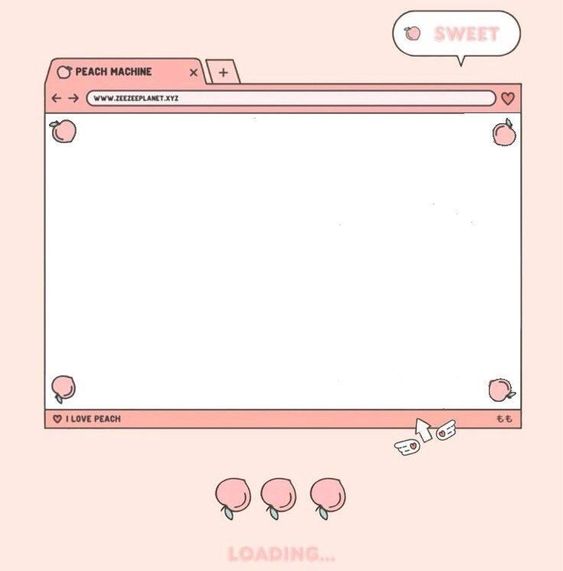 SWEET
PEACH MACHINE
WWW.ZEEZEEPLANET.XYZ
I LOVE PEACH
もも
LOADING...